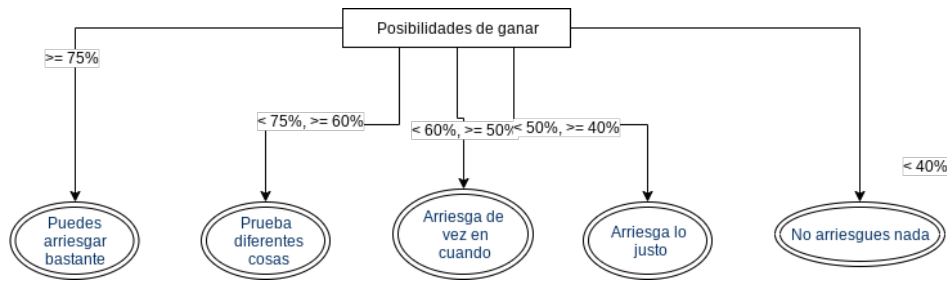 Posibilidades de ganar
>= 75%
< 75%, >= 60%
< 60%, >= 50%
< 50%, >= 40%
< 40%
Puedes
arriesgar
bastante
Prueba
diferentes
cosas
Arriesga de
vez en
cuando
Arriesga lo
justo
No arriesgues nada